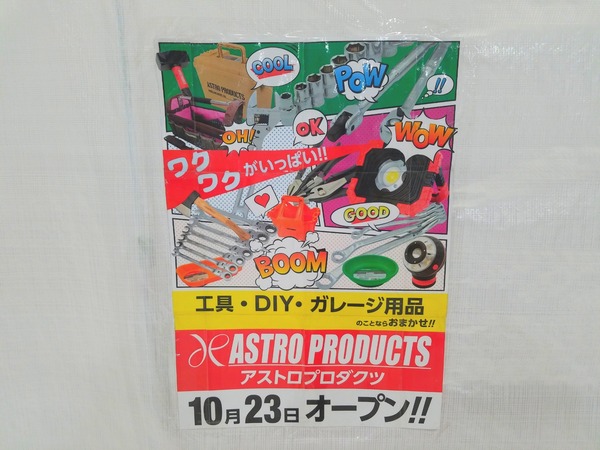 COOL
ASTRO PRODUCTS
POW
!!
OH!
OK
WOW
ワク
ワクがいっぱい!!
GOOD
BOOM
工具・DIY・ガレージ用品
のことならおまかせ!!
ASTRO PRODUCTS
アストロプロダクツ
10月23日オープン!!